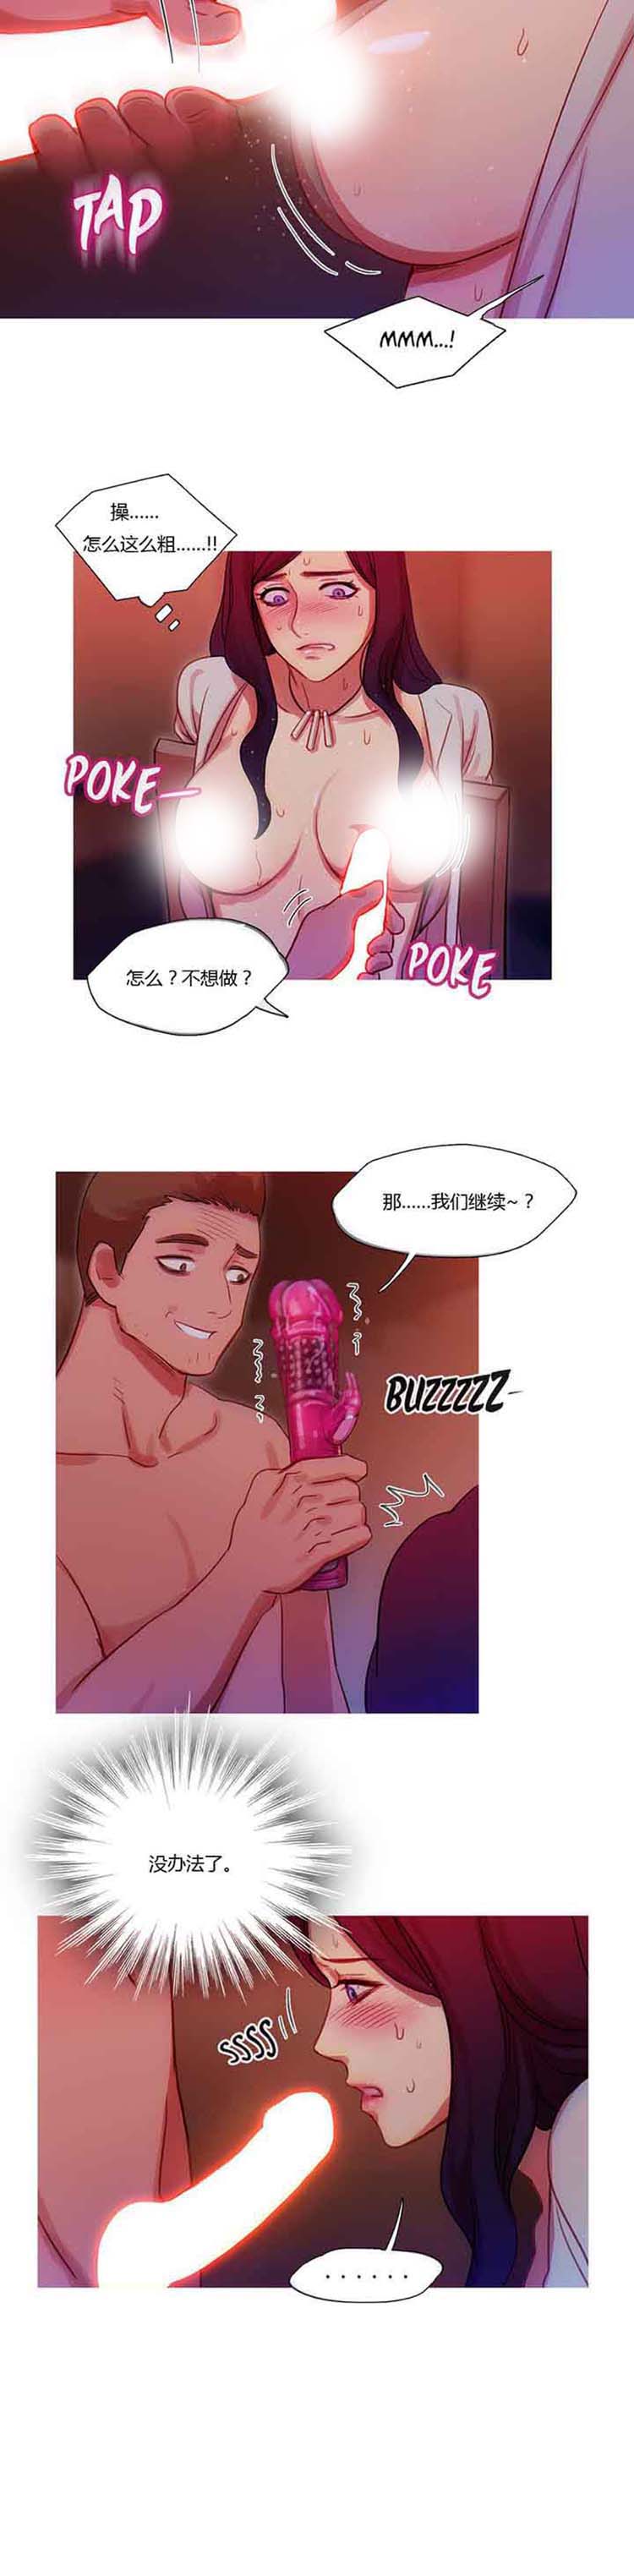 TAP
MMM...!
操......
怎么这么粗......!!
POKE
POKE
怎么？不想做？
那......我们继续~？
BUZZZZZ
没办法了。
SSSS
......